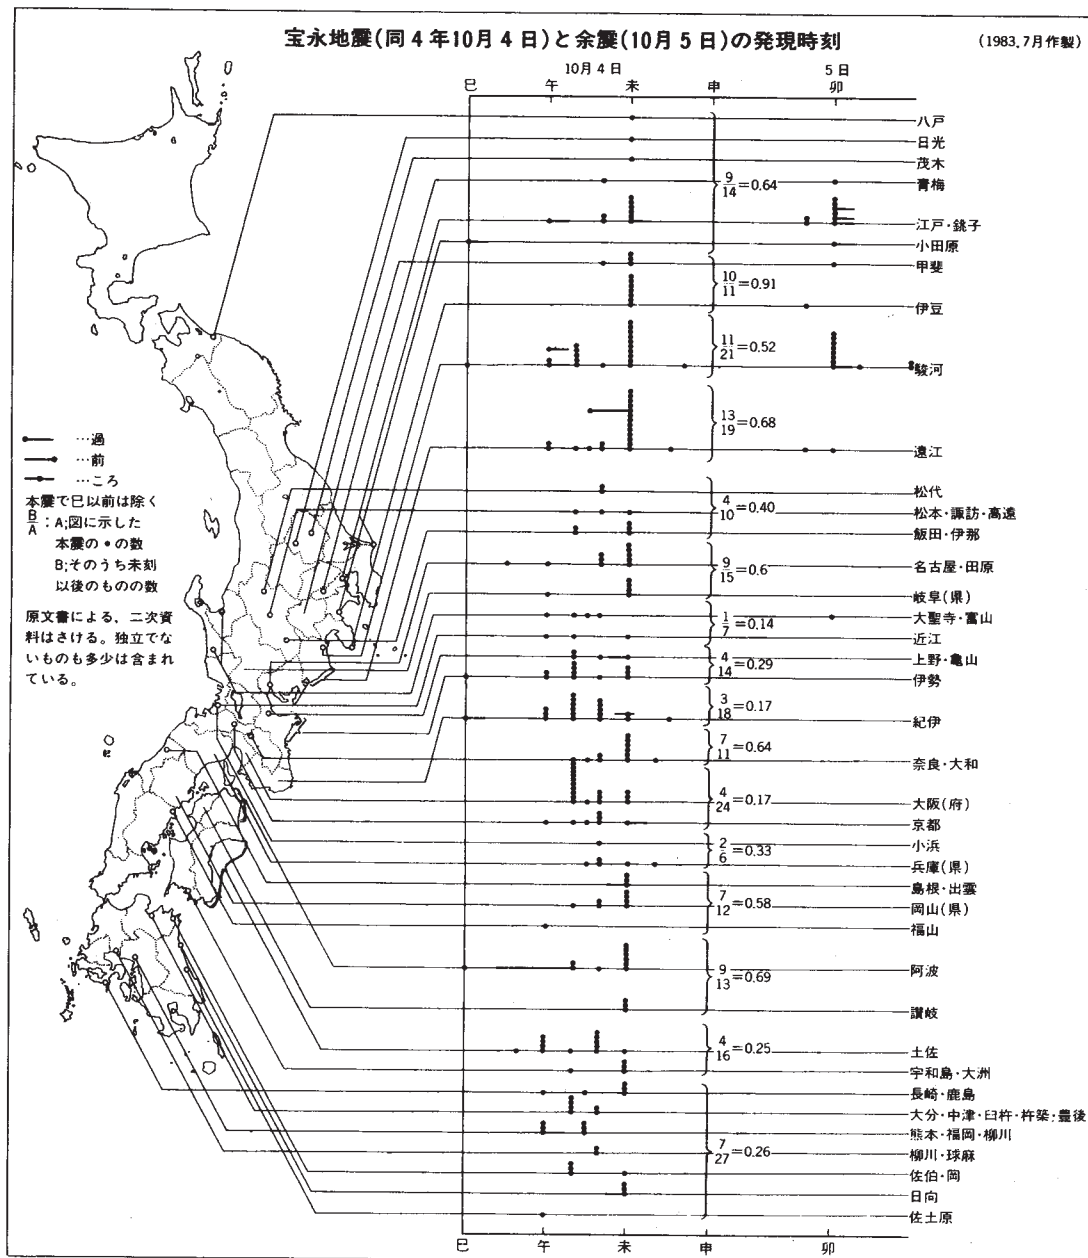 宝永地震(同4年10月4日)と余震(10月5日)の発現時刻
(1983.7月作製)
10月4日
5日
巳 午 未 申 卯
八戸
日光
茂木
青梅
9/14=0.64
江戸・銚子
小田原
甲斐
10/11=0.91
伊豆
11/21=0.52
駿河
13/19=0.68
遠江
…過
…前
…ころ
本震で巳以前は除く
B/A:A;図に示した
本震の•の数
B;そのうち未刻
以後のものの数
原文書による、二次資
料はさける。独立でな
いものも多少は含まれ
ている。
松代
4/10=0.40
松本・諏訪・高遠
飯田・伊那
9/15=0.6
名古屋・田原
岐阜(県)
1/7=0.14
大聖寺・富山
近江
4/14=0.29
上野・亀山
伊勢
3/18=0.17
紀伊
7/11=0.64
奈良・大和
4/24=0.17
大阪(府)
京都
2/6=0.33
小浜
兵庫(県)
7/12=0.58
島根・出雲
岡山(県)
福山
9/13=0.69
阿波
讃岐
4/16=0.25
土佐
宇和島・大洲
長崎・鹿島
大分・中津・臼杵・杵築・豊後
熊本・福岡・柳川
7/27=0.26
柳川・球麻
佐伯・岡
日向
佐土原
巳 午 未 申 卯